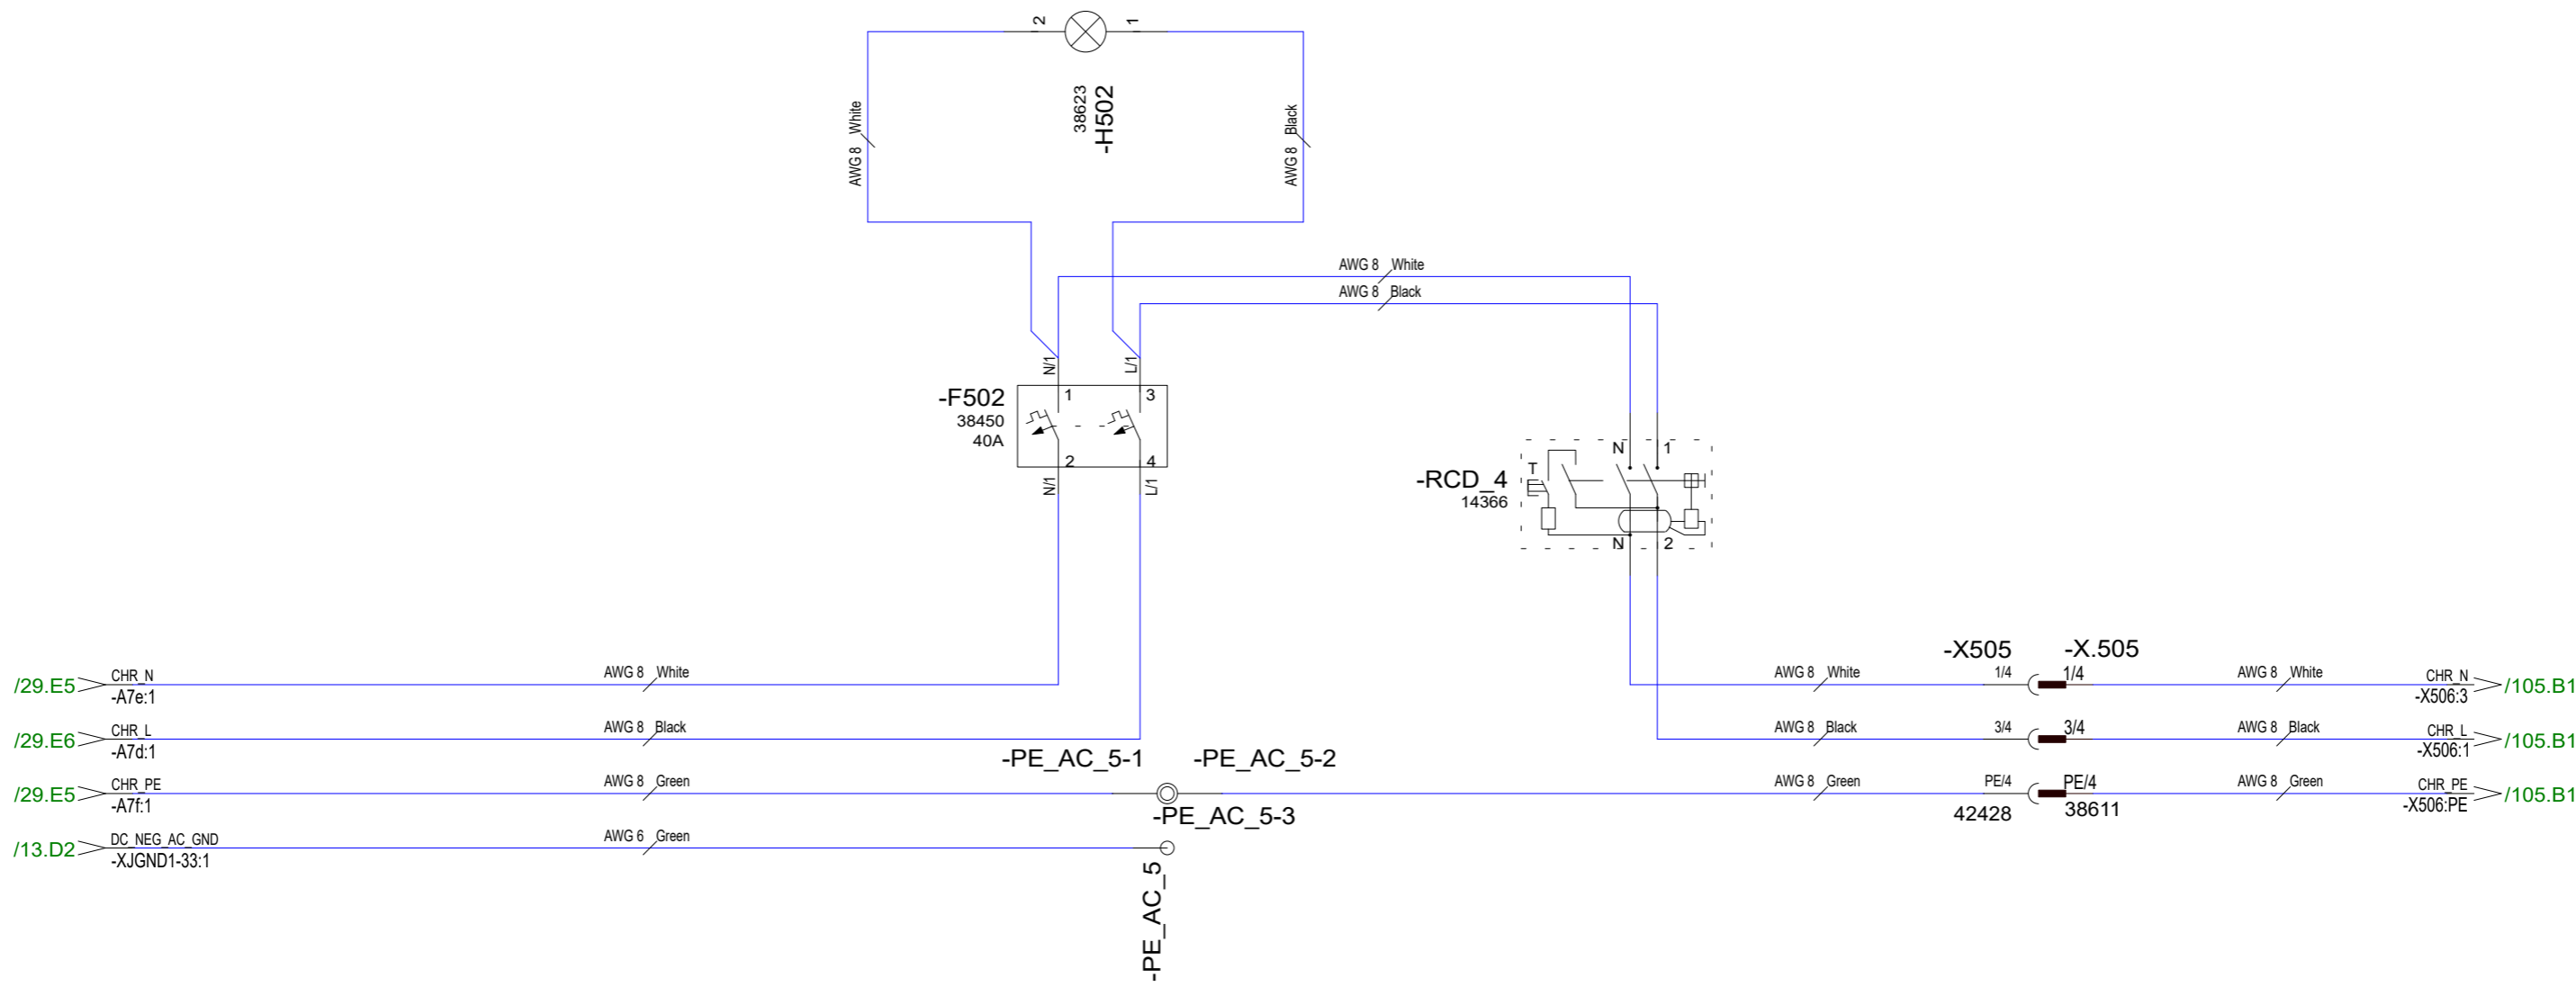 2
1
38623
-H502
AWG 8 White
AWG 8 Black
AWG 8 White
AWG 8 Black
N/1
L/1
-F502
38450
40A
1
3
2
4
N/1
L/1
-RCD_4
14366
T
N
1
N
2
-X505
-X.505
/29.E5
CHR_N
-A7e:1
AWG 8 White
AWG 8 White
1/4
1/4
AWG 8 White
CHR_N
-X506:3
/105.B1
/29.E6
CHR_L
-A7d:1
AWG 8 Black
AWG 8 Black
3/4
3/4
AWG 8 Black
CHR_L
-X506:1
/105.B1
-PE_AC_5-1
-PE_AC_5-2
/29.E5
CHR_PE
-A7f:1
AWG 8 Green
-PE_AC_5-3
AWG 8 Green
PE/4
PE/4
42428
38611
AWG 8 Green
CHR_PE
-X506:PE
/105.B1
/13.D2
DC_NEG_AC_GND
-XJGND1-33:1
AWG 6 Green
-PE_AC_5